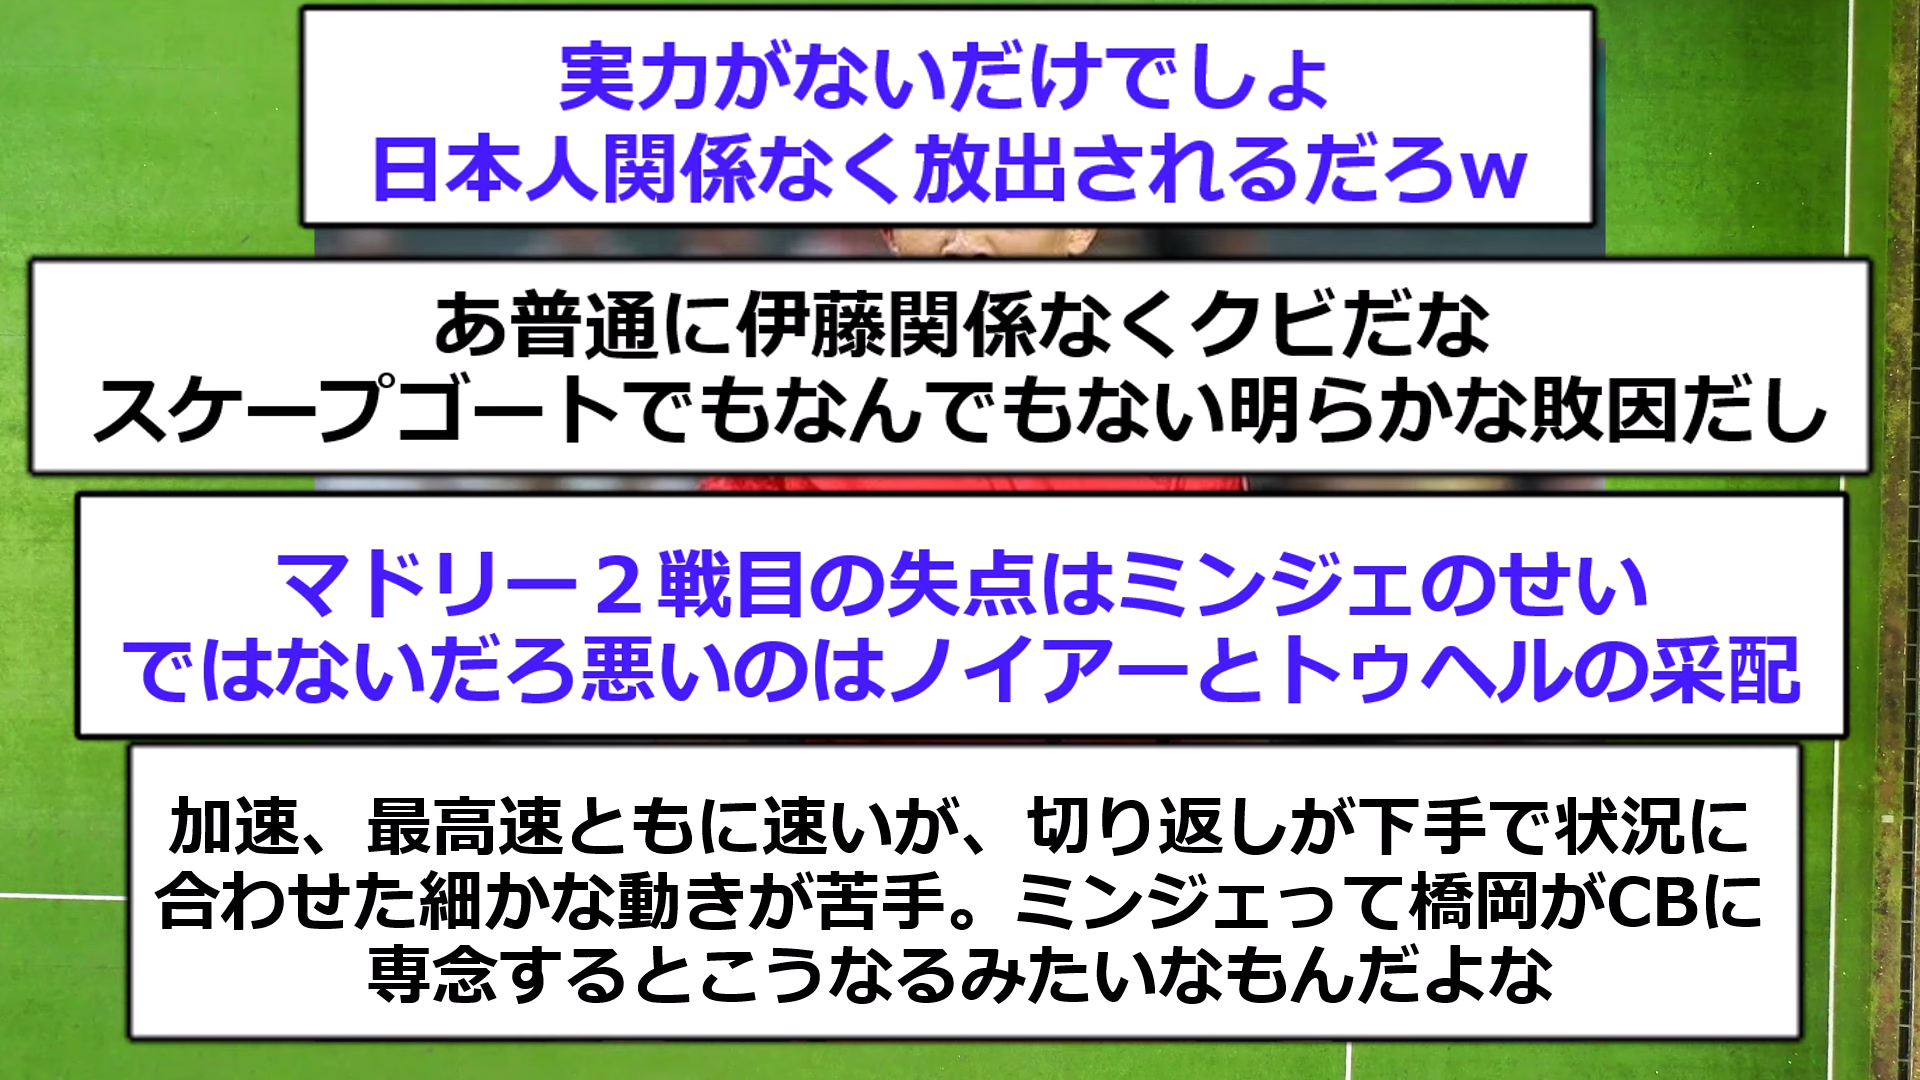 実力がないだけでしょ
日本人関係なく放出されるだろw
あ普通に伊藤関係なくクビだな
スケープゴートでもなんでもない明らかな敗因だし
マドリー２戦目の失点はミンジェのせい
ではないだろ悪いのはノイアーとトゥヘルの采配
加速、最高速ともに速いが、切り返しが下手で状況に
合わせた細かな動きが苦手。ミンジェって橋岡がCBに
専念するとこうなるみたいなもんだよな